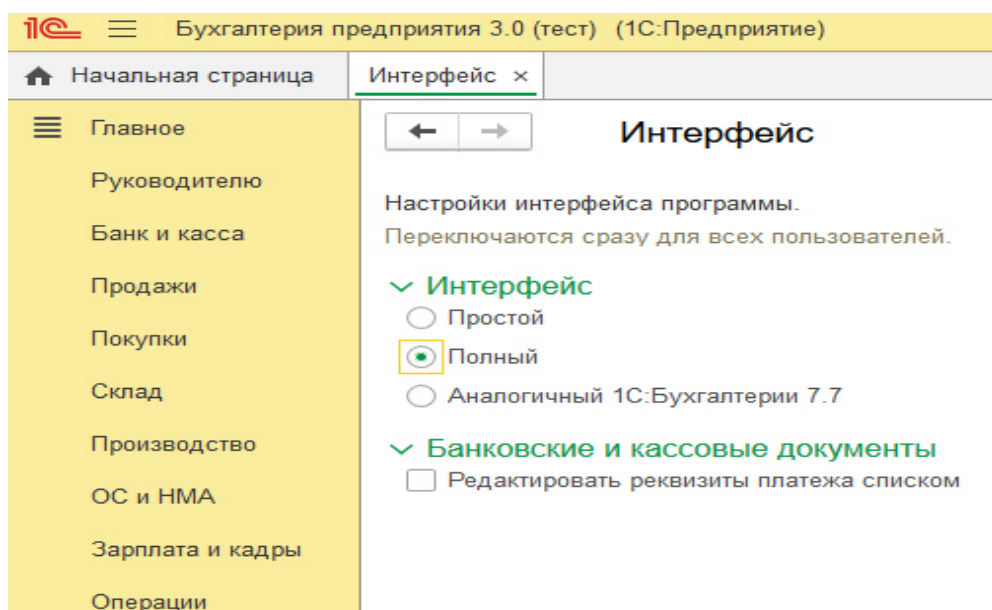 1С Бухгалтерия предприятия 3.0 (тест) (1С:Предприятие)
Начальная страница
Интерфейс ×
Главное
Руководителю
Банк и касса
Продажи
Покупки
Склад
Производство
ОС и НМА
Зарплата и кадры
Операции
Интерфейс
Настройки интерфейса программы.
Переключаются сразу для всех пользователей.
Интерфейс
Простой
Полный
Аналогичный 1С:Бухгалтерии 7.7
Банковские и кассовые документы
Редактировать реквизиты платежа списком